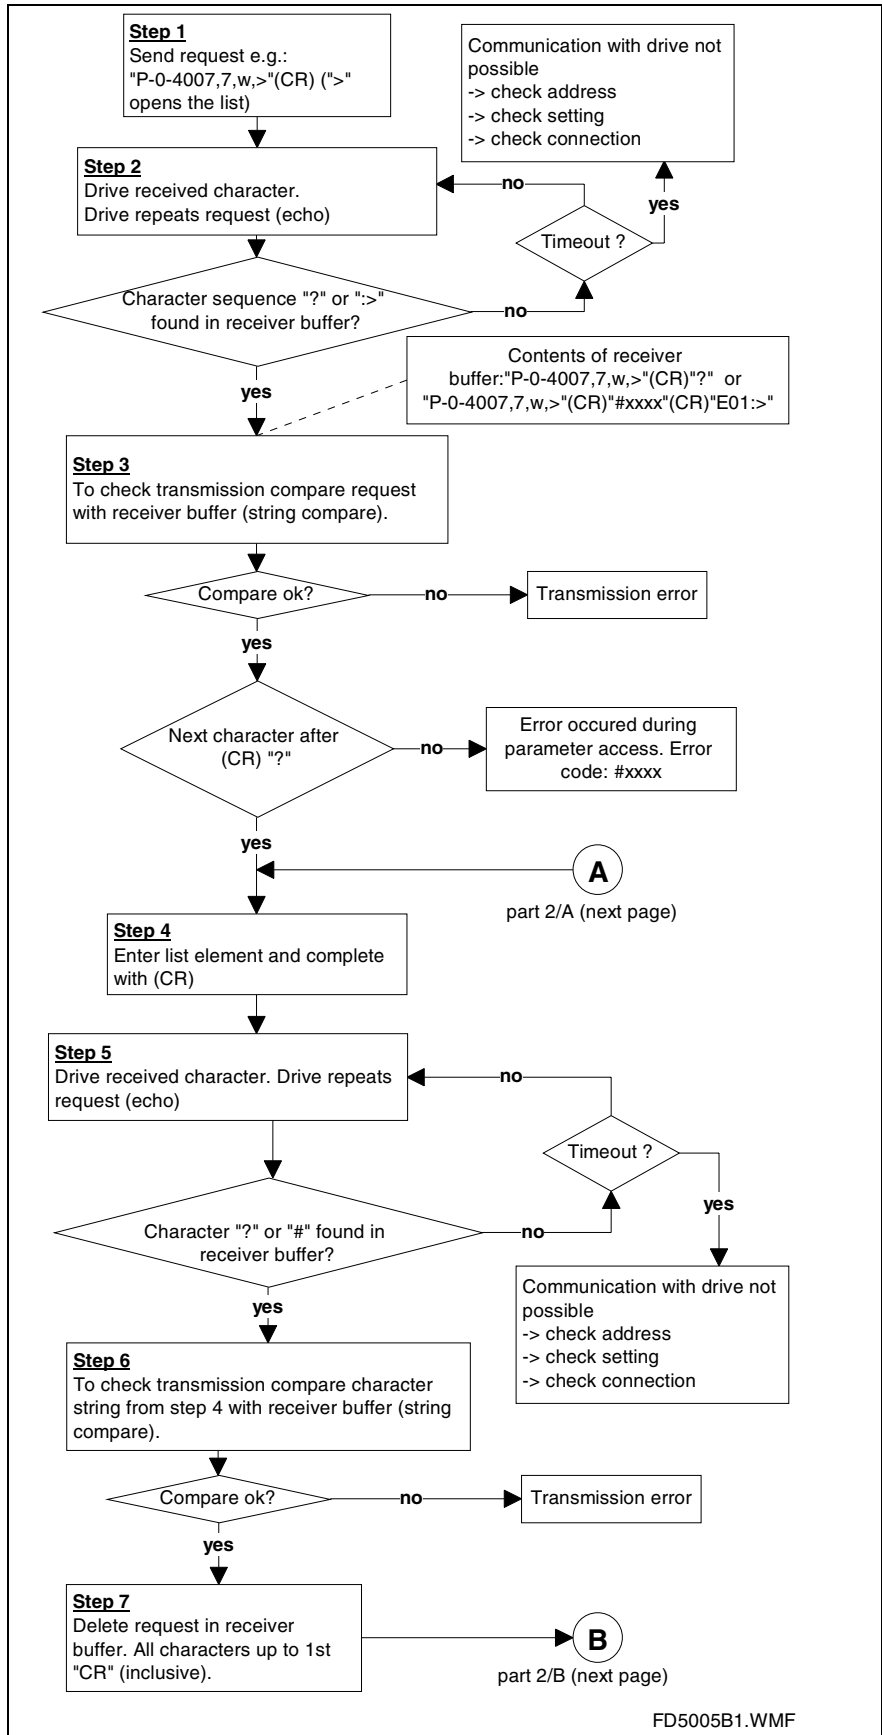 Step 1
Send request e.g.:
"P-0-4007,7,w,>"(CR) (">"
opens the list)
Communication with drive not
possible
-> check address
-> check setting
-> check connection
Step 2
Drive received character.
Drive repeats request (echo)
no
yes
Timeout ?
Character sequence "?" or ":>"
found in receiver buffer?
no
yes
Contents of receiver
buffer:"P-0-4007,7,w,>"(CR)"?" or
"P-0-4007,7,w,>"(CR)"#xxxx"(CR)"E01:>"
Step 3
To check transmission compare request
with receiver buffer (string compare).
Compare ok?
no
Transmission error
yes
Next character after
(CR) "?"
no
Error occured during
parameter access. Error
code: #xxxx
yes
A
part 2/A (next page)
Step 4
Enter list element and complete
with (CR)
Step 5
Drive received character. Drive repeats
request (echo)
no
Timeout ?
yes
Character "?" or "#" found in
receiver buffer?
no
yes
Communication with drive not
possible
-> check address
-> check setting
-> check connection
Step 6
To check transmission compare character
string from step 4 with receiver buffer (string
compare).
Compare ok?
no
Transmission error
yes
Step 7
Delete request in receiver
buffer. All characters up to 1st
"CR" (inclusive).
B
part 2/B (next page)
FD5005B1.WMF